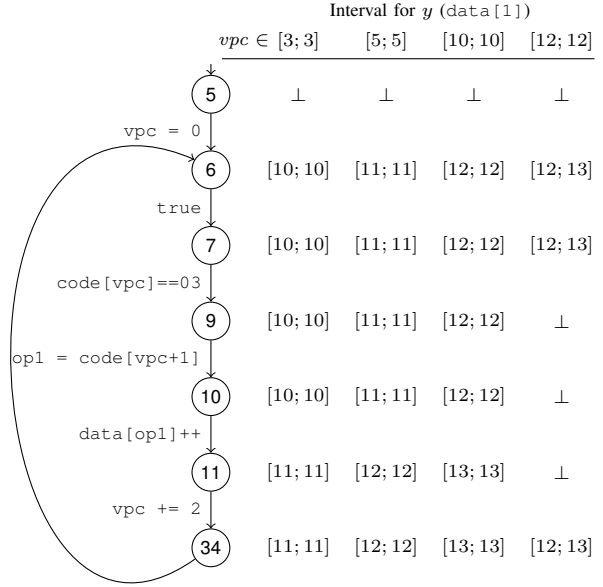 Interval for y (data[1])
vpc ∈ [3; 3] [5; 5] [10; 10] [12; 12]
5 ⊥ ⊥ ⊥ ⊥
vpc = 0
6 [10; 10] [11; 11] [12; 12] [12; 13]
true
7 [10; 10] [11; 11] [12; 12] [12; 13]
code[vpc]==03
9 [10; 10] [11; 11] [12; 12] ⊥
op1 = code[vpc+1]
10 [10; 10] [11; 11] [12; 12] ⊥
data[op1]++
11 [11; 11] [12; 12] [13; 13] ⊥
vpc += 2
34 [11; 11] [12; 12] [13; 13] [12; 13]